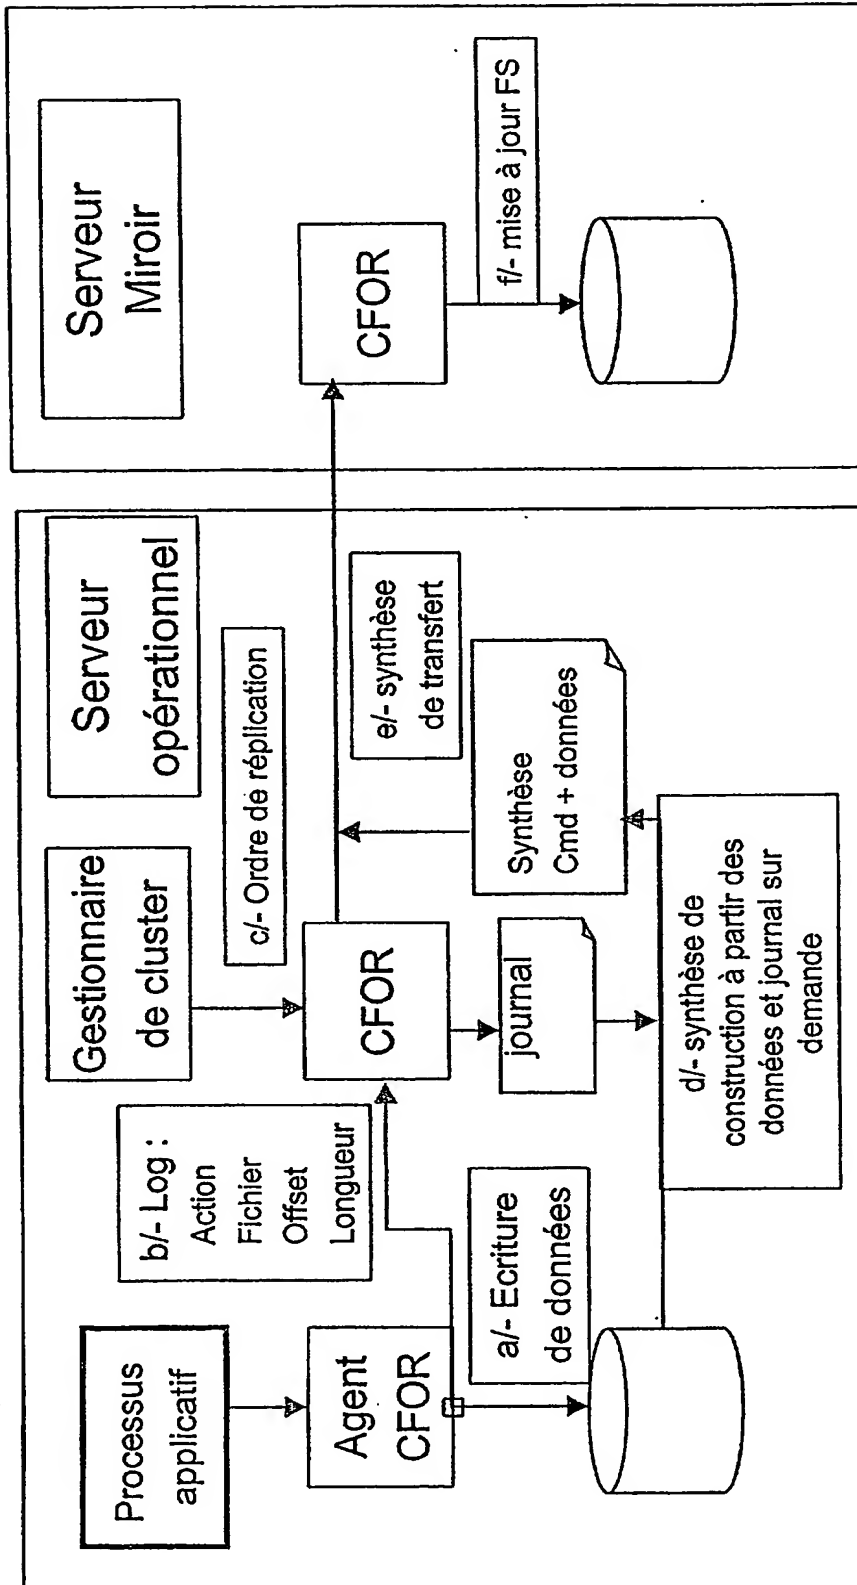 Processus
applicatif
Agent
CFOR
b/- Log :
Action
Fichier
Offset
Longueur
a/- Ecriture
de données
Gestionnaire
de cluster
CFOR
journal
c/- Ordre de réplication
Serveur
opérationnel
e/- synthèse
de transfert
Synthèse
Cmd + données
d/- synthèse de
construction à partir des
données et journal sur
demande
Serveur
Miroir
CFOR
f/- mise à jour FS